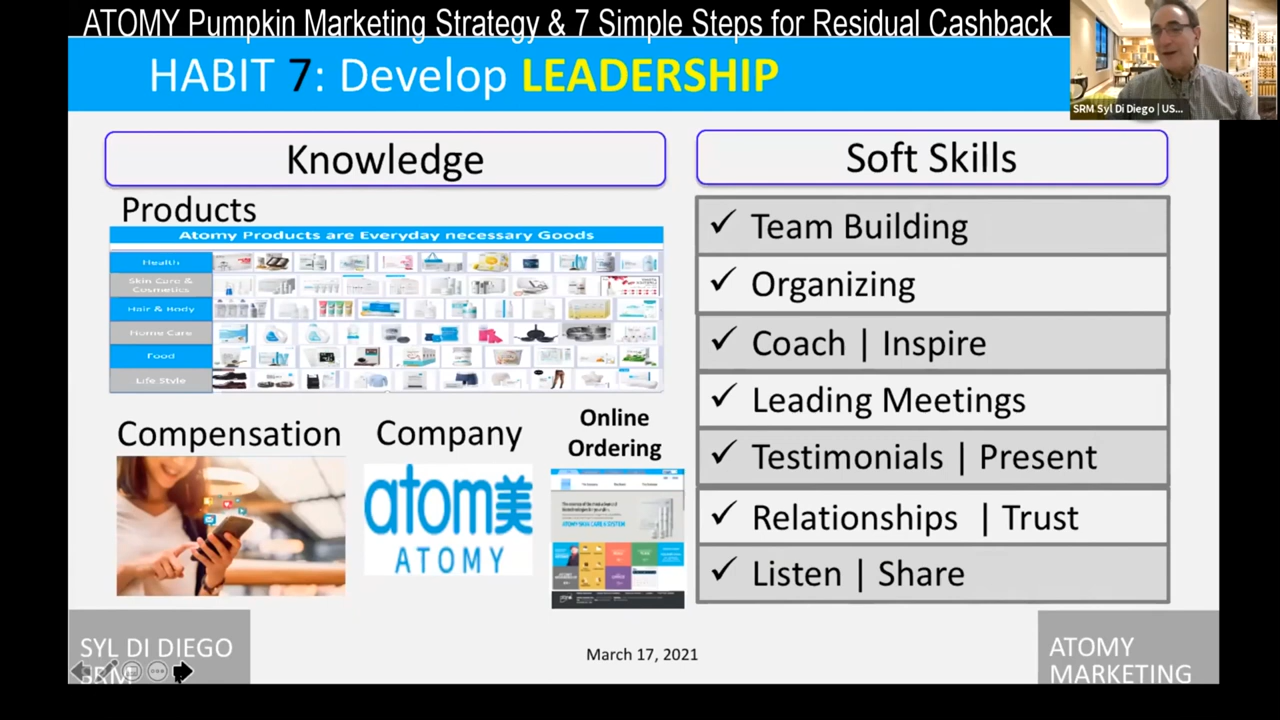 ATOMY Pumpkin Marketing Strategy & 7 Simple Steps for Residual Cashback
HABIT 7: Develop LEADERSHIP
SRM Syl Di Diego | US...
Knowledge
Products
Atomy Products are Everyday necessary Goods
Health
Skin Care &
Cosmetics
Hair & Body
Home Care
Food
Life Style
Compensation
Company
atom美
ATOMY
Online
Ordering
Soft Skills
✓ Team Building
✓ Organizing
✓ Coach | Inspire
✓ Leading Meetings
✓ Testimonials | Present
✓ Relationships | Trust
✓ Listen | Share
SYL DI DIEGO
SRM
March 17, 2021
ATOMY
MARKETING